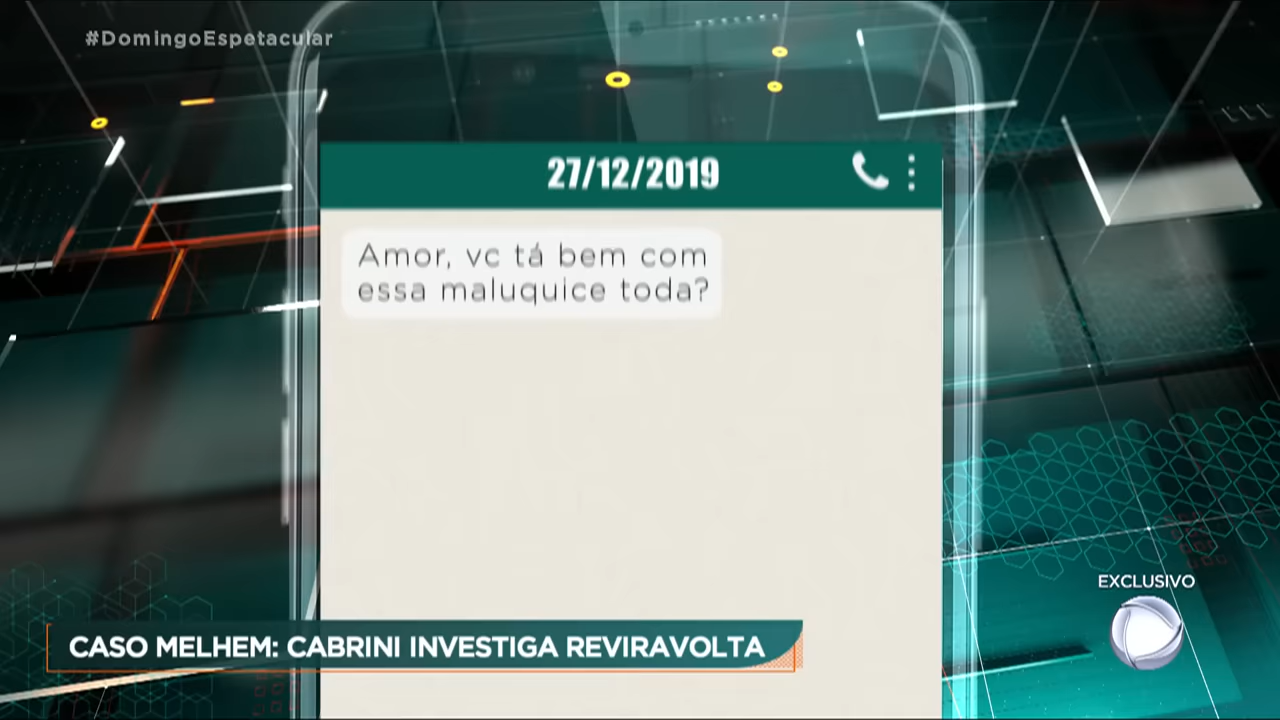 #DomingoEspetacular
27/12/2019
Amor, vc tá bem com
essa maluquice toda?
EXCLUSIVO
CASO MELHEM: CABRINI INVESTIGA REVIRAVOLTA